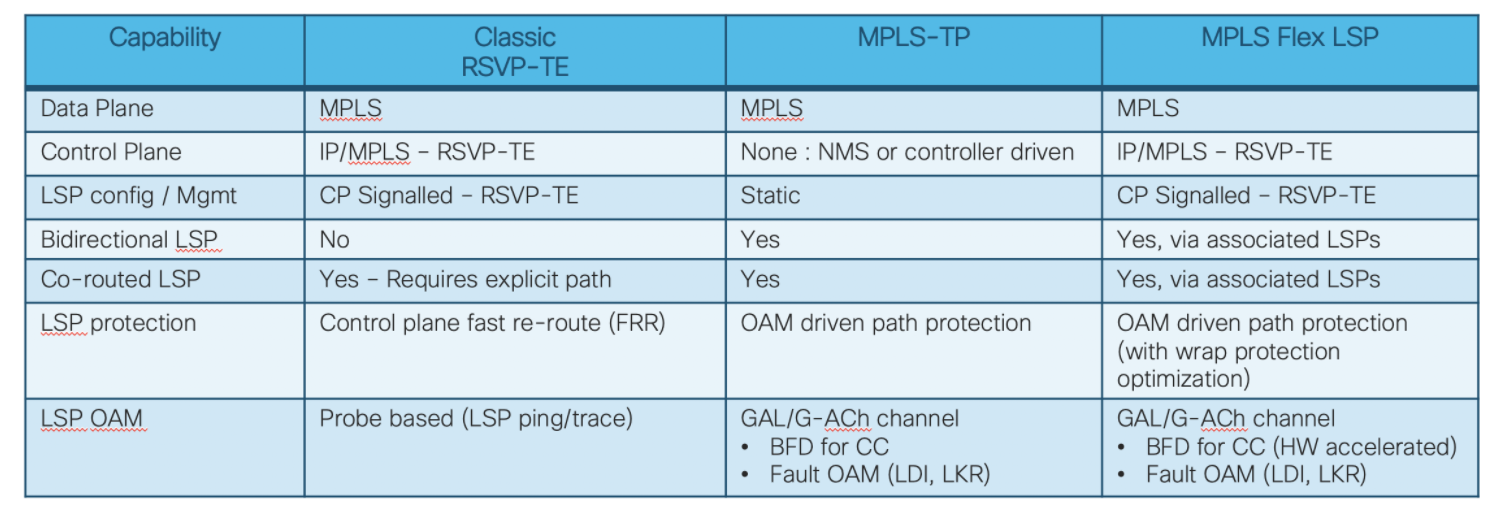 Capability Classic RSVP-TE MPLS-TP MPLS Flex LSP
Data Plane MPLS MPLS MPLS
Control Plane IP/MPLS – RSVP-TE None : NMS or controller driven IP/MPLS – RSVP-TE
LSP config / Mgmt CP Signalled – RSVP-TE Static CP Signalled – RSVP-TE
Bidirectional LSP No Yes Yes, via associated LSPs
Co-routed LSP Yes – Requires explicit path Yes Yes, via associated LSPs
LSP protection Control plane fast re-route (FRR) OAM driven path protection OAM driven path protection
(with wrap protection
optimization)
LSP OAM Probe based (LSP ping/trace) GAL/G-ACh channel GAL/G-ACh channel
• BFD for CC • BFD for CC (HW accelerated)
• Fault OAM (LDI, LKR) • Fault OAM (LDI, LKR)